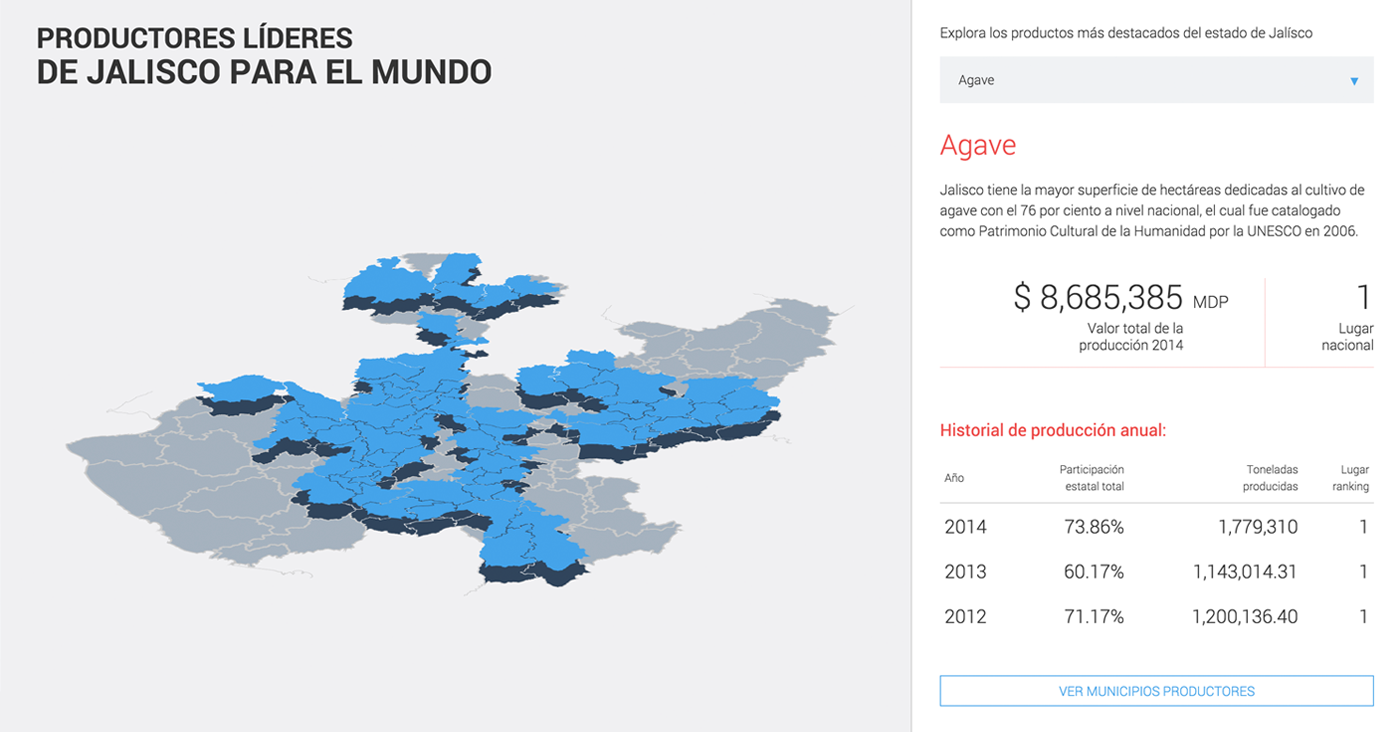 PRODUCTORES LÍDERES
DE JALISCO PARA EL MUNDO
Explora los productos más destacados del estado de Jalísco
Agave ▼
Agave
Jalisco tiene la mayor superficie de hectáreas dedicadas al cultivo de
agave con el 76 por ciento a nivel nacional, el cual fue catalogado
como Patrimonio Cultural de la Humanidad por la UNESCO en 2006.
$ 8,685,385 MDP
Valor total de la
producción 2014
1
Lugar
nacional
Historial de producción anual:
Año
Participación
estatal total
Toneladas
producidas
Lugar
ranking
2014 73.86% 1,779,310 1
2013 60.17% 1,143,014.31 1
2012 71.17% 1,200,136.40 1
VER MUNICIPIOS PRODUCTORES